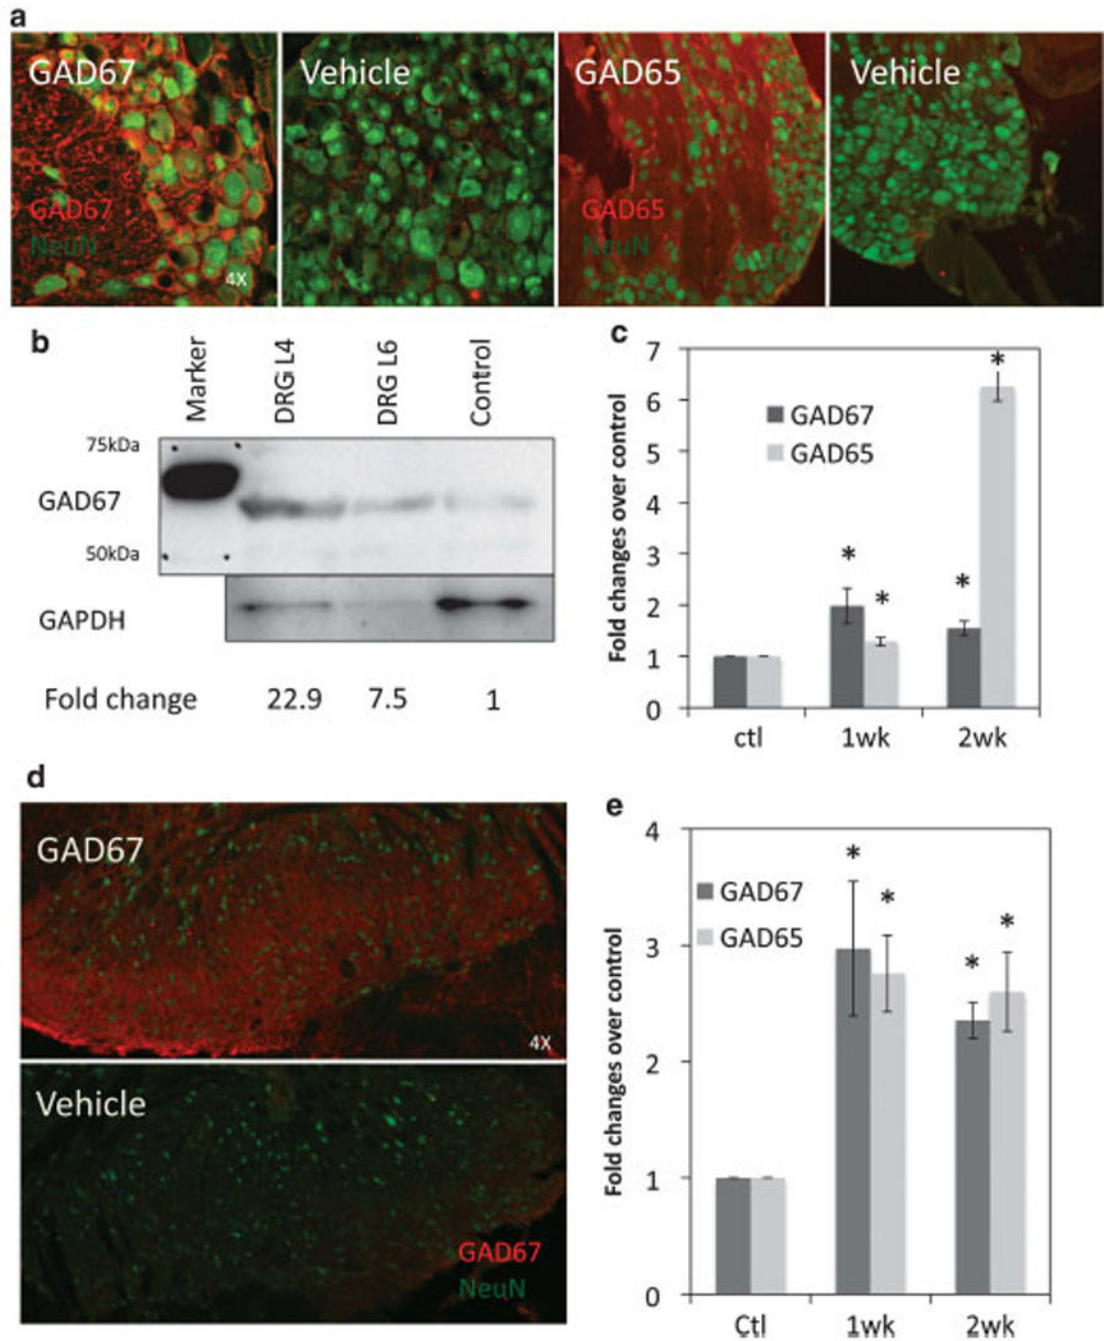 a
GAD67
GAD67
NeuN
4X
Vehicle
GAD65
GAD65
NeuN
Vehicle
b
Marker
DRG L4
DRG L6
Control
75kDa
GAD67
50kDa
GAPDH
Fold change 22.9 7.5 1
c
Fold changes over control
7
6
5
4
3
2
1
0
GAD67
GAD65
*
*
*
*
ctl 1wk 2wk
d
GAD67
4X
Vehicle
GAD67
NeuN
e
Fold changes over control
4
3
2
1
0
GAD67
GAD65
*
*
*
*
Ctl 1wk 2wk